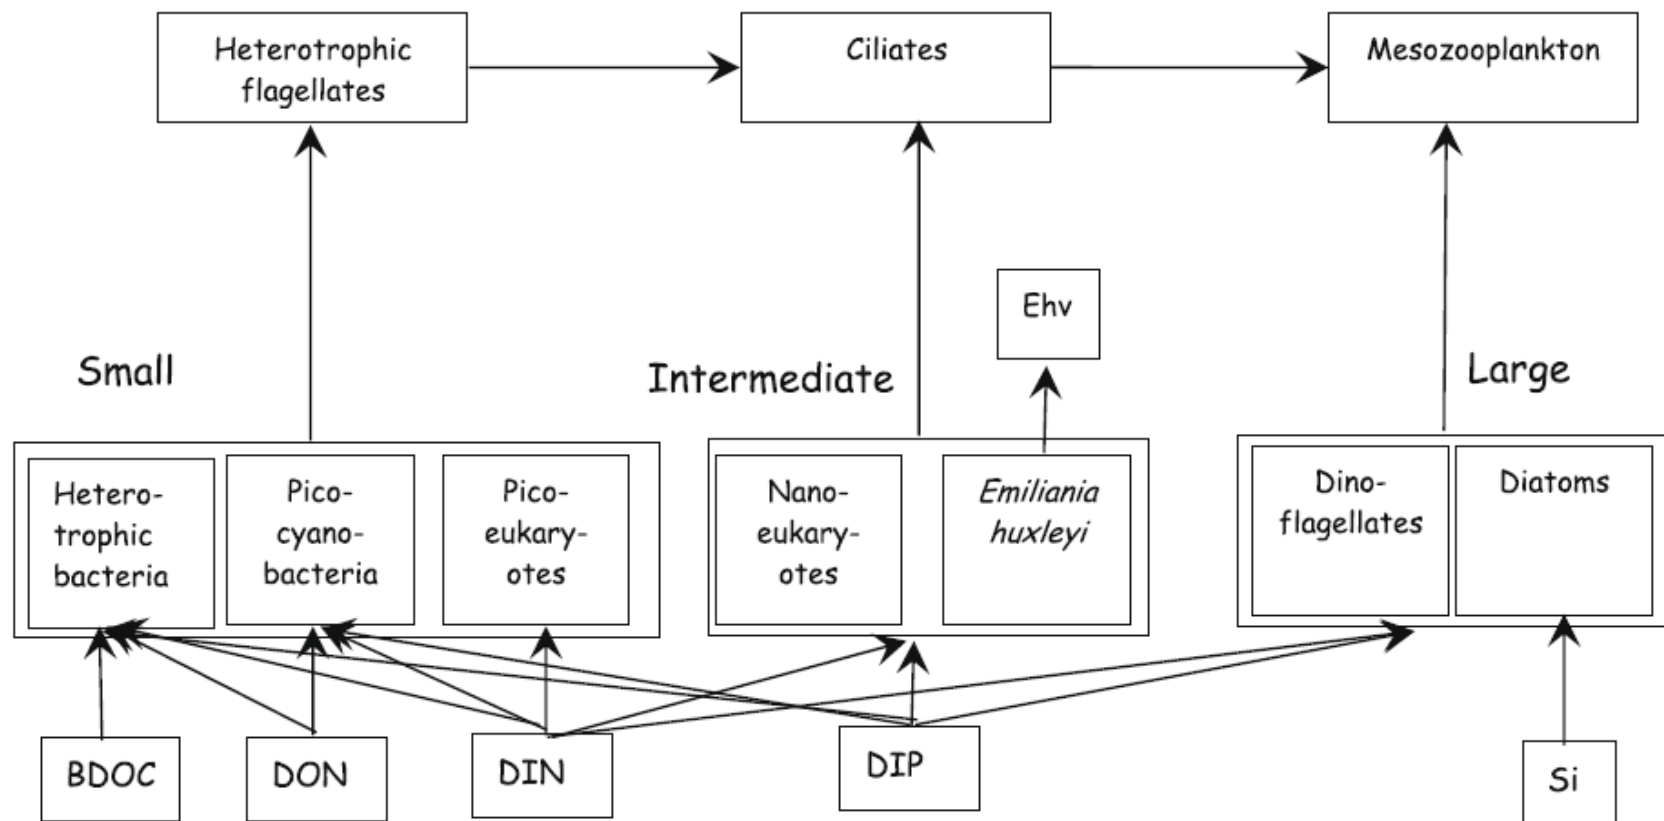 Heterotrophic
flagellates
Ciliates
Mesozooplankton
Ehv
Small
Intermediate
Large
Hetero-
trophic
bacteria
Pico-
cyano-
bacteria
Pico-
eukary-
otes
Nano-
eukary-
otes
Emiliania
huxleyi
Dino-
flagellates
Diatoms
BDOC
DON
DIN
DIP
Si